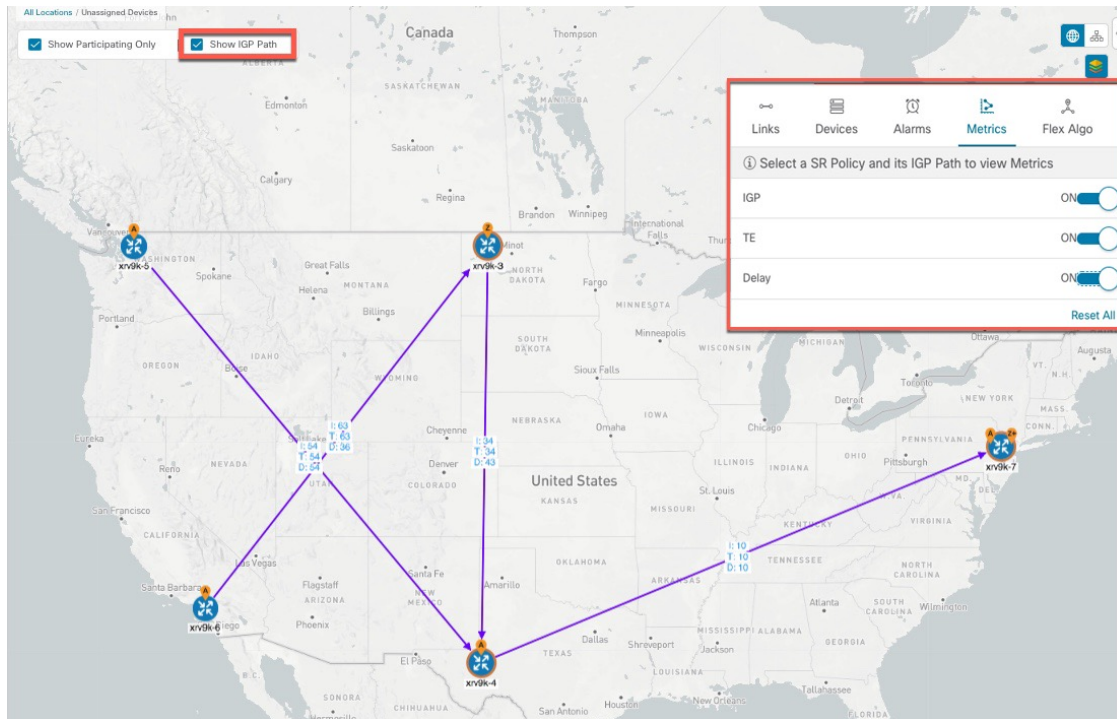 All Locations / Unassigned Devices
Show Participating Only
Show IGP Path
Links
Devices
Alarms
Metrics
Flex Algo
Select a SR Policy and its IGP Path to view Metrics
IGP
ON
TE
ON
Delay
ON
Reset All
Canada
Thompson
ALBERTA
SASKATCHEWAN
MANITOBA
Edmonton
Saskatoon
Calgary
Regina
Brandon
Winnipeg
International
Falls
A
xrv9k-5
Z
xrv9k-3
Minot
WASHINGTON
Spokane
Great Falls
Helena
MONTANA
NORTH
DAKOTA
Fargo
Billings
Portland
MINNESOTA
Minneapolis
WISCONSIN
MICHIGAN
Ottawa
Augusta
VT.
N.H.
OREGON
IDAHO
Boise
WYOMING
SOUTH
DAKOTA
Sioux Falls
Toronto
NEW YORK
MASS.
Detroit
CONN.
Eureka
Reno
NEVADA
I: 63
T: 63
D: 36
I: 54
T: 54
D: 54
UTAH
Cheyenne
NEBRASKA
Omaha
IOWA
Chicago
I: 34
T: 34
D: 43
Denver
COLORADO
United States
KANSAS
MISSOURI
St. Louis
ILLINOIS
INDIANA
OHIO
PENNSYLVANIA
Pittsburgh
A
Z+
xrv9k-7
MD.
DEL.
San Francisco
CALIFORNIA
KENTUCKY
VIRGINIA
I: 10
T: 10
D: 10
TENNESSEE
NORTH
CAROLINA
Las Vegas
Santa Barbara
A
xrv9k-6
Flagstaff
ARIZONA
Phoenix
Santa Fe
NEW
MEXICO
Amarillo
OKLAHOMA
ARKANSAS
Atlanta
SOUTH
CAROLINA
Wilmington
A
xrv9k-4
El Paso
TEXAS
Dallas
Shreveport
MISSISSIPPI
ALABAMA
GEORGIA
Jackson
LOUISIANA
B.C.
SONORA
Hermosillo
CHIHUAHUA
San Antonio
Houston
New Orleans
Tallahassee
FLORIDA